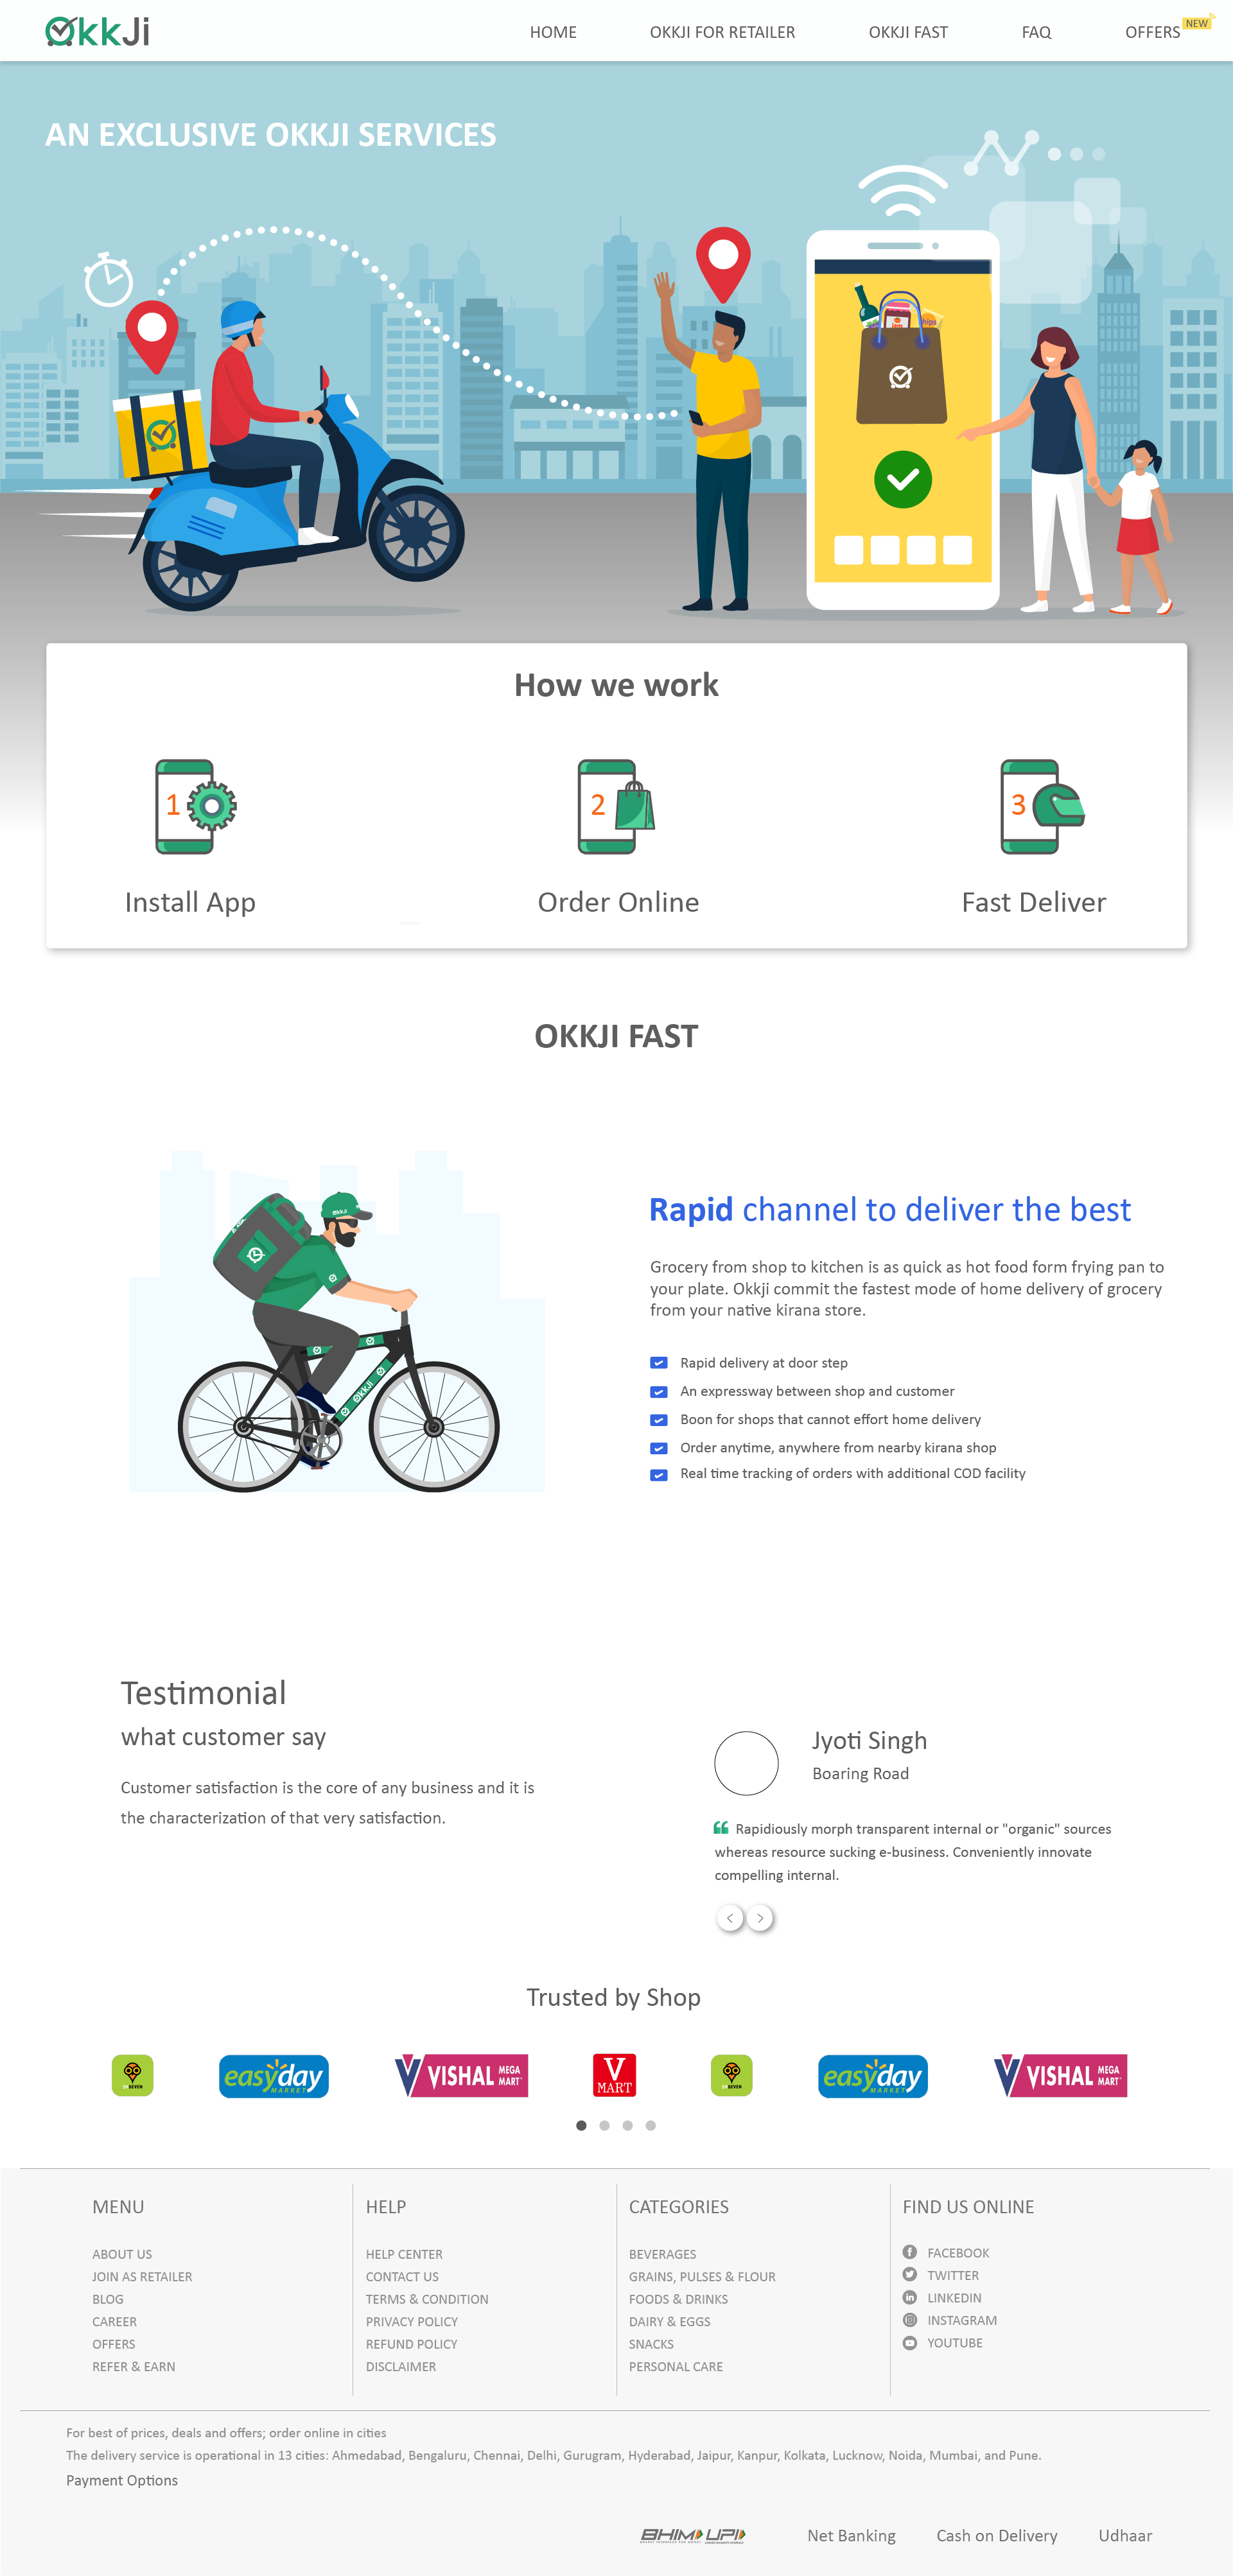 OkkJi
HOME OKKJI FOR RETAILER OKKJI FAST FAQ OFFERS NEW
AN EXCLUSIVE OKKJI SERVICES
How we work
1 2 3
Install App Order Online Fast Deliver
OKKJI FAST
Rapid channel to deliver the best
Grocery from shop to kitchen is as quick as hot food form frying pan to
your plate. Okkji commit the fastest mode of home delivery of grocery
from your native kirana store.
Rapid delivery at door step
An expressway between shop and customer
Boon for shops that cannot effort home delivery
Order anytime, anywhere from nearby kirana shop
Real time tracking of orders with additional COD facility
OkkJi
Testimonial
what customer say
Customer satisfaction is the core of any business and it is
the characterization of that very satisfaction.
Jyoti Singh
Boaring Road
Rapidiously morph transparent internal or "organic" sources
whereas resource sucking e-business. Conveniently innovate
compelling internal.
Trusted by Shop
easyday MARKET V VISHAL MEGA MART V MART easyday MARKET V VISHAL MEGA MART
MENU
ABOUT US
JOIN AS RETAILER
BLOG
CAREER
OFFERS
REFER & EARN
HELP
HELP CENTER
CONTACT US
TERMS & CONDITION
PRIVACY POLICY
REFUND POLICY
DISCLAIMER
CATEGORIES
BEVERAGES
GRAINS, PULSES & FLOUR
FOODS & DRINKS
DAIRY & EGGS
SNACKS
PERSONAL CARE
FIND US ONLINE
FACEBOOK
TWITTER
LINKEDIN
INSTAGRAM
YOUTUBE
For best of prices, deals and offers; order online in cities
The delivery service is operational in 13 cities: Ahmedabad, Bengaluru, Chennai, Delhi, Gurugram, Hyderabad, Jaipur, Kanpur, Kolkata, Lucknow, Noida, Mumbai, and Pune.
Payment Options
BHIM UPI Net Banking Cash on Delivery Udhaar